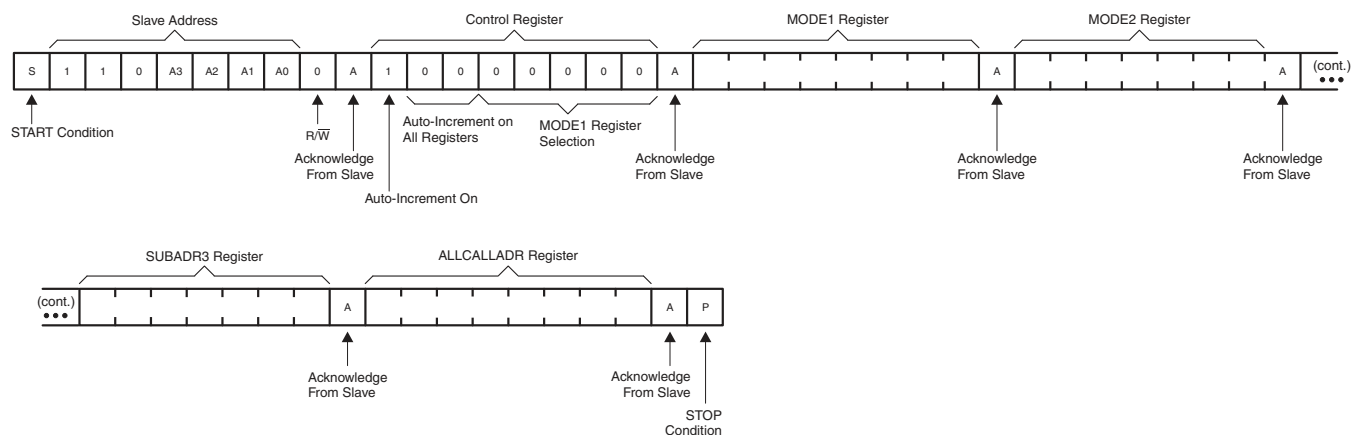 Slave Address
Control Register
MODE1 Register
MODE2 Register
S 1 1 0 A3 A2 A1 A0 0 A 1 0 0 0 0 0 0 0 A A A (cont.)
•••
START Condition
R/W̅
Acknowledge
From Slave
Auto-Increment On
Auto-Increment on
All Registers
MODE1 Register
Selection
Acknowledge
From Slave
Acknowledge
From Slave
Acknowledge
From Slave
SUBADR3 Register
ALLCALLADR Register
(cont.) A A P
•••
Acknowledge
From Slave
Acknowledge
From Slave
STOP
Condition